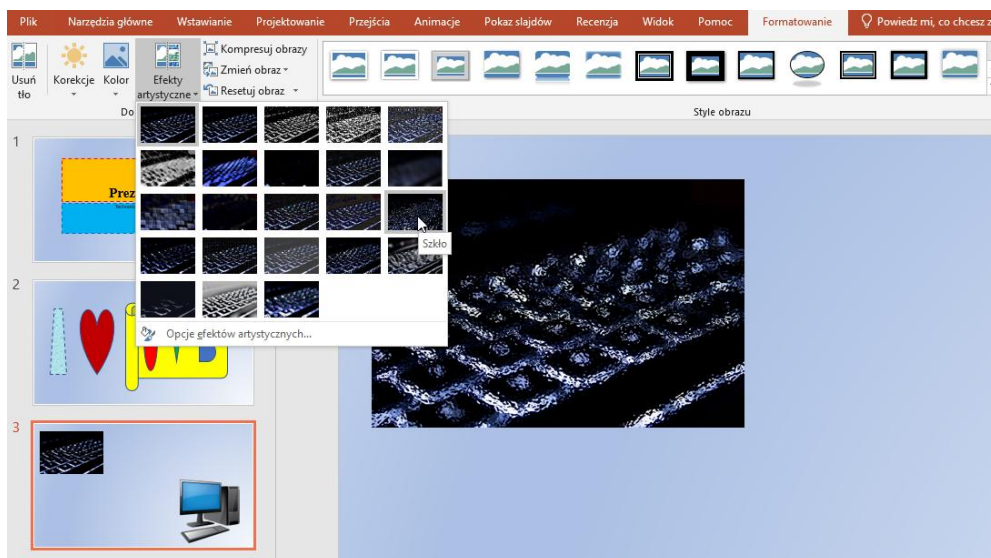 Plik Narzędzia główne Wstawianie Projektowanie Przejścia Animacje Pokaz slajdów Recenzja Widok Pomoc Formatowanie Powiedz mi, co chcesz z
Usuń tło
Korekcje
Kolor
Efekty artystyczne
Kompresuj obrazy
Zmień obraz
Resetuj obraz
Do
Style obrazu
Szkło
Opcje efektów artystycznych...
1
Prez
2
3